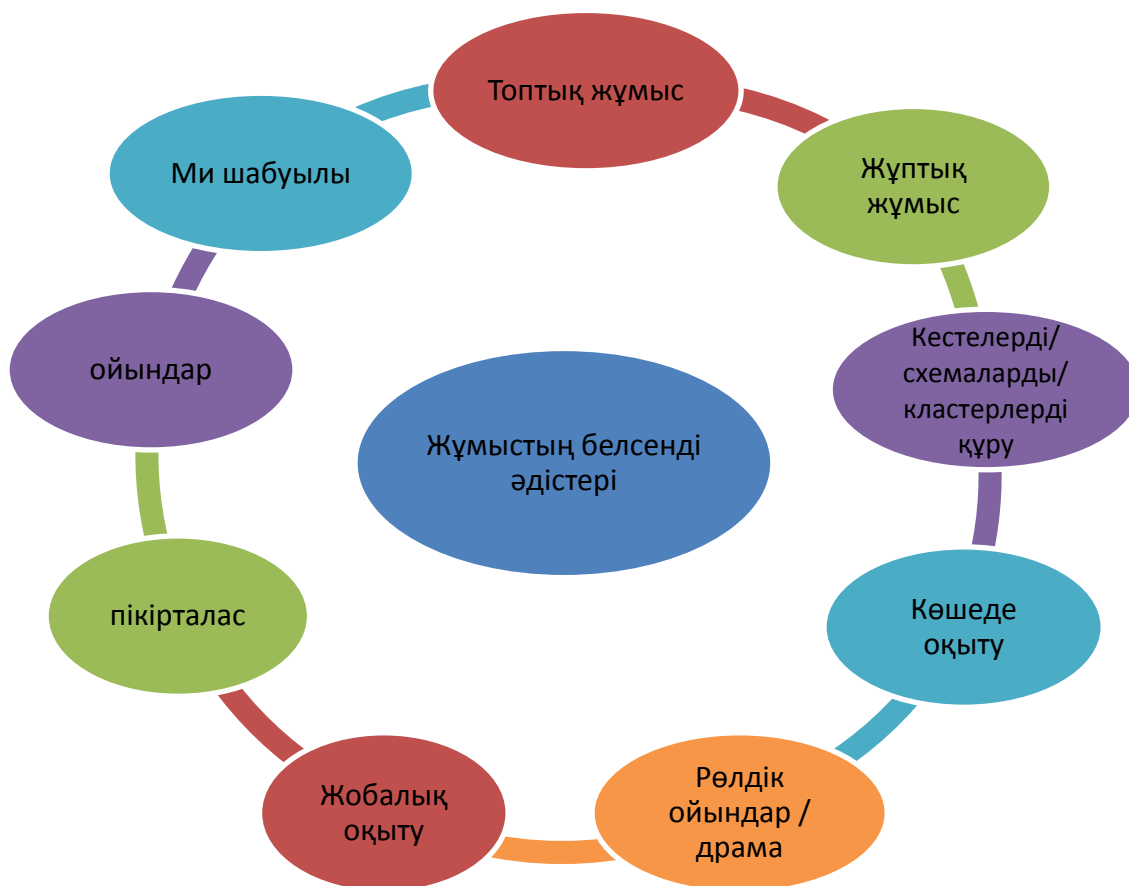 Топтық жұмыс
Жұптық
жұмыс
Кестелерді/
схемаларды/
кластерлерді
құру
Көшеде
оқыту
Рөлдік
ойындар /
драма
Жобалық
оқыту
пікірталас
ойындар
Ми шабуылы
Жұмыстың белсенді
әдістері